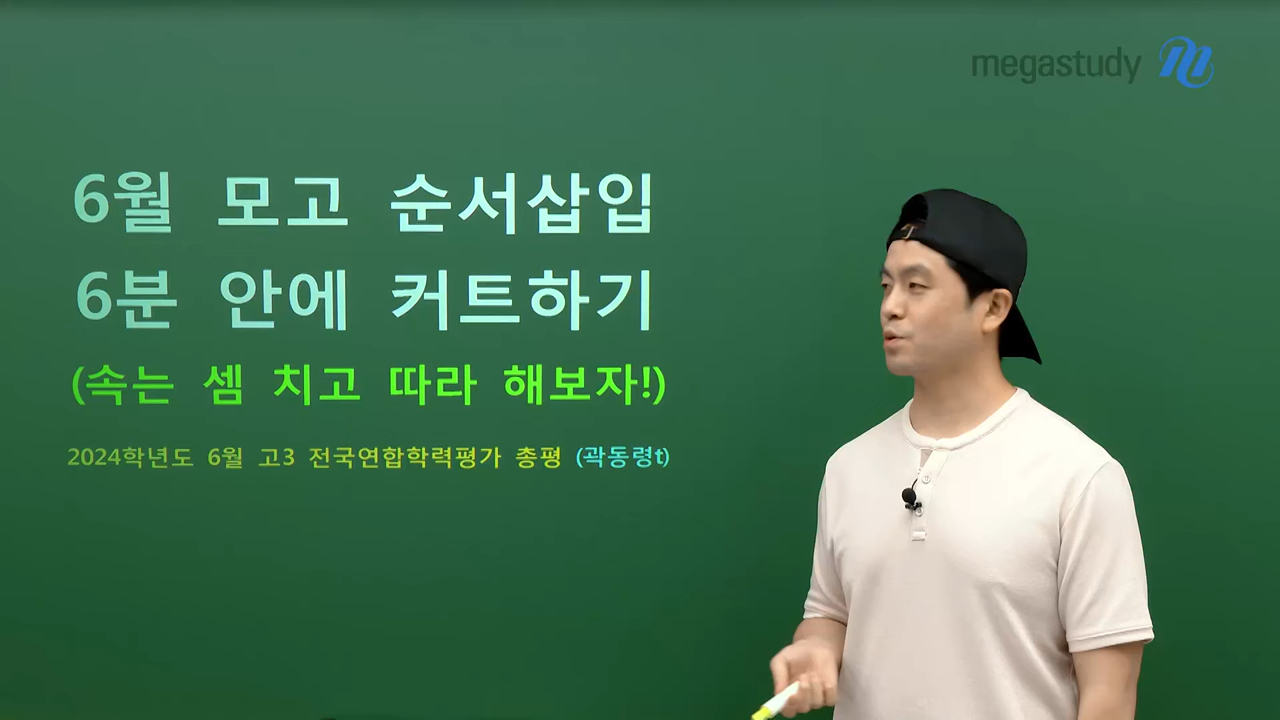 megastudy
6월 모고 순서삽입
6분 안에 커트하기
(속는 셈 치고 따라 해보자!)
2024학년도 6월 고3 전국연합학력평가 총평 (곽동령t)